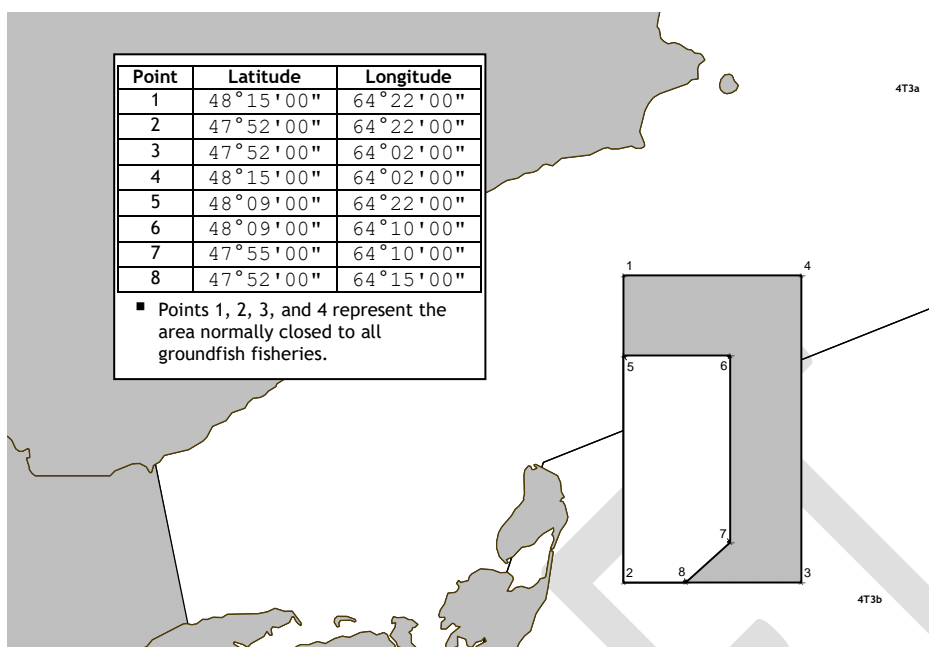 4T3a
Point Latitude Longitude
1 48°15'00" 64°22'00"
2 47°52'00" 64°22'00"
3 47°52'00" 64°02'00"
4 48°15'00" 64°02'00"
5 48°09'00" 64°22'00"
6 48°09'00" 64°10'00"
7 47°55'00" 64°10'00"
8 47°52'00" 64°15'00"
▪ Points 1, 2, 3, and 4 represent the
area normally closed to all
groundfish fisheries.
1 4
5 6
7
2 8 3
4T3b